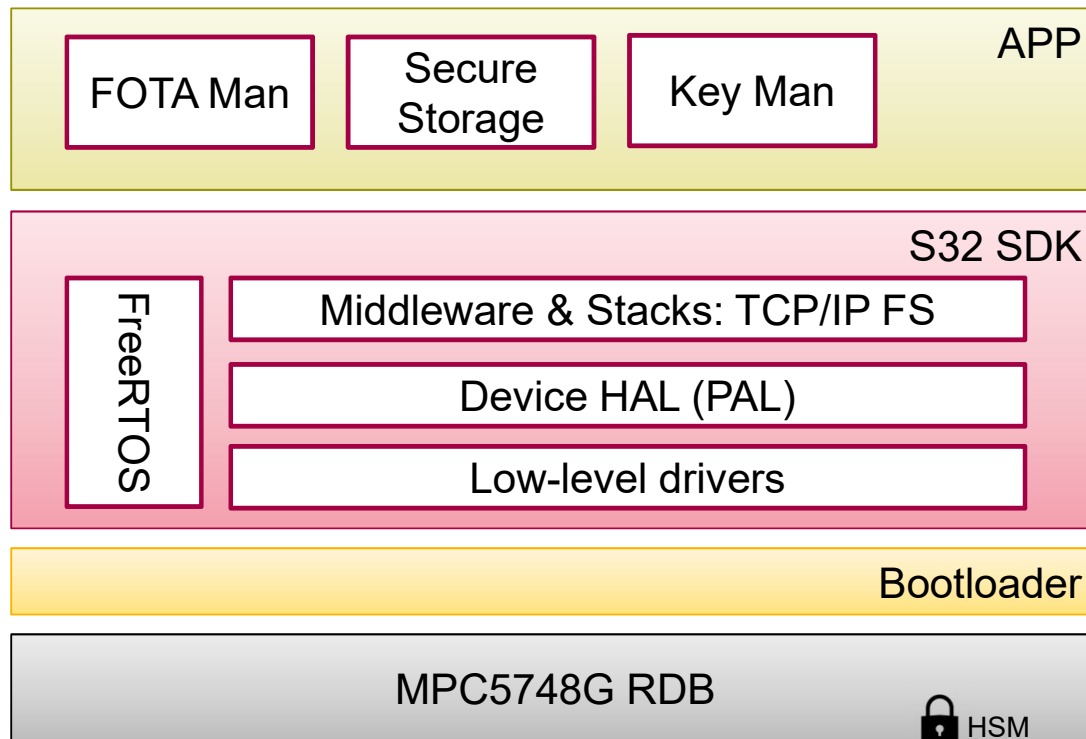 APP
FOTA Man
Secure
Storage
Key Man
S32 SDK
FreeRTOS
Middleware & Stacks: TCP/IP FS
Device HAL (PAL)
Low-level drivers
Bootloader
MPC5748G RDB
HSM